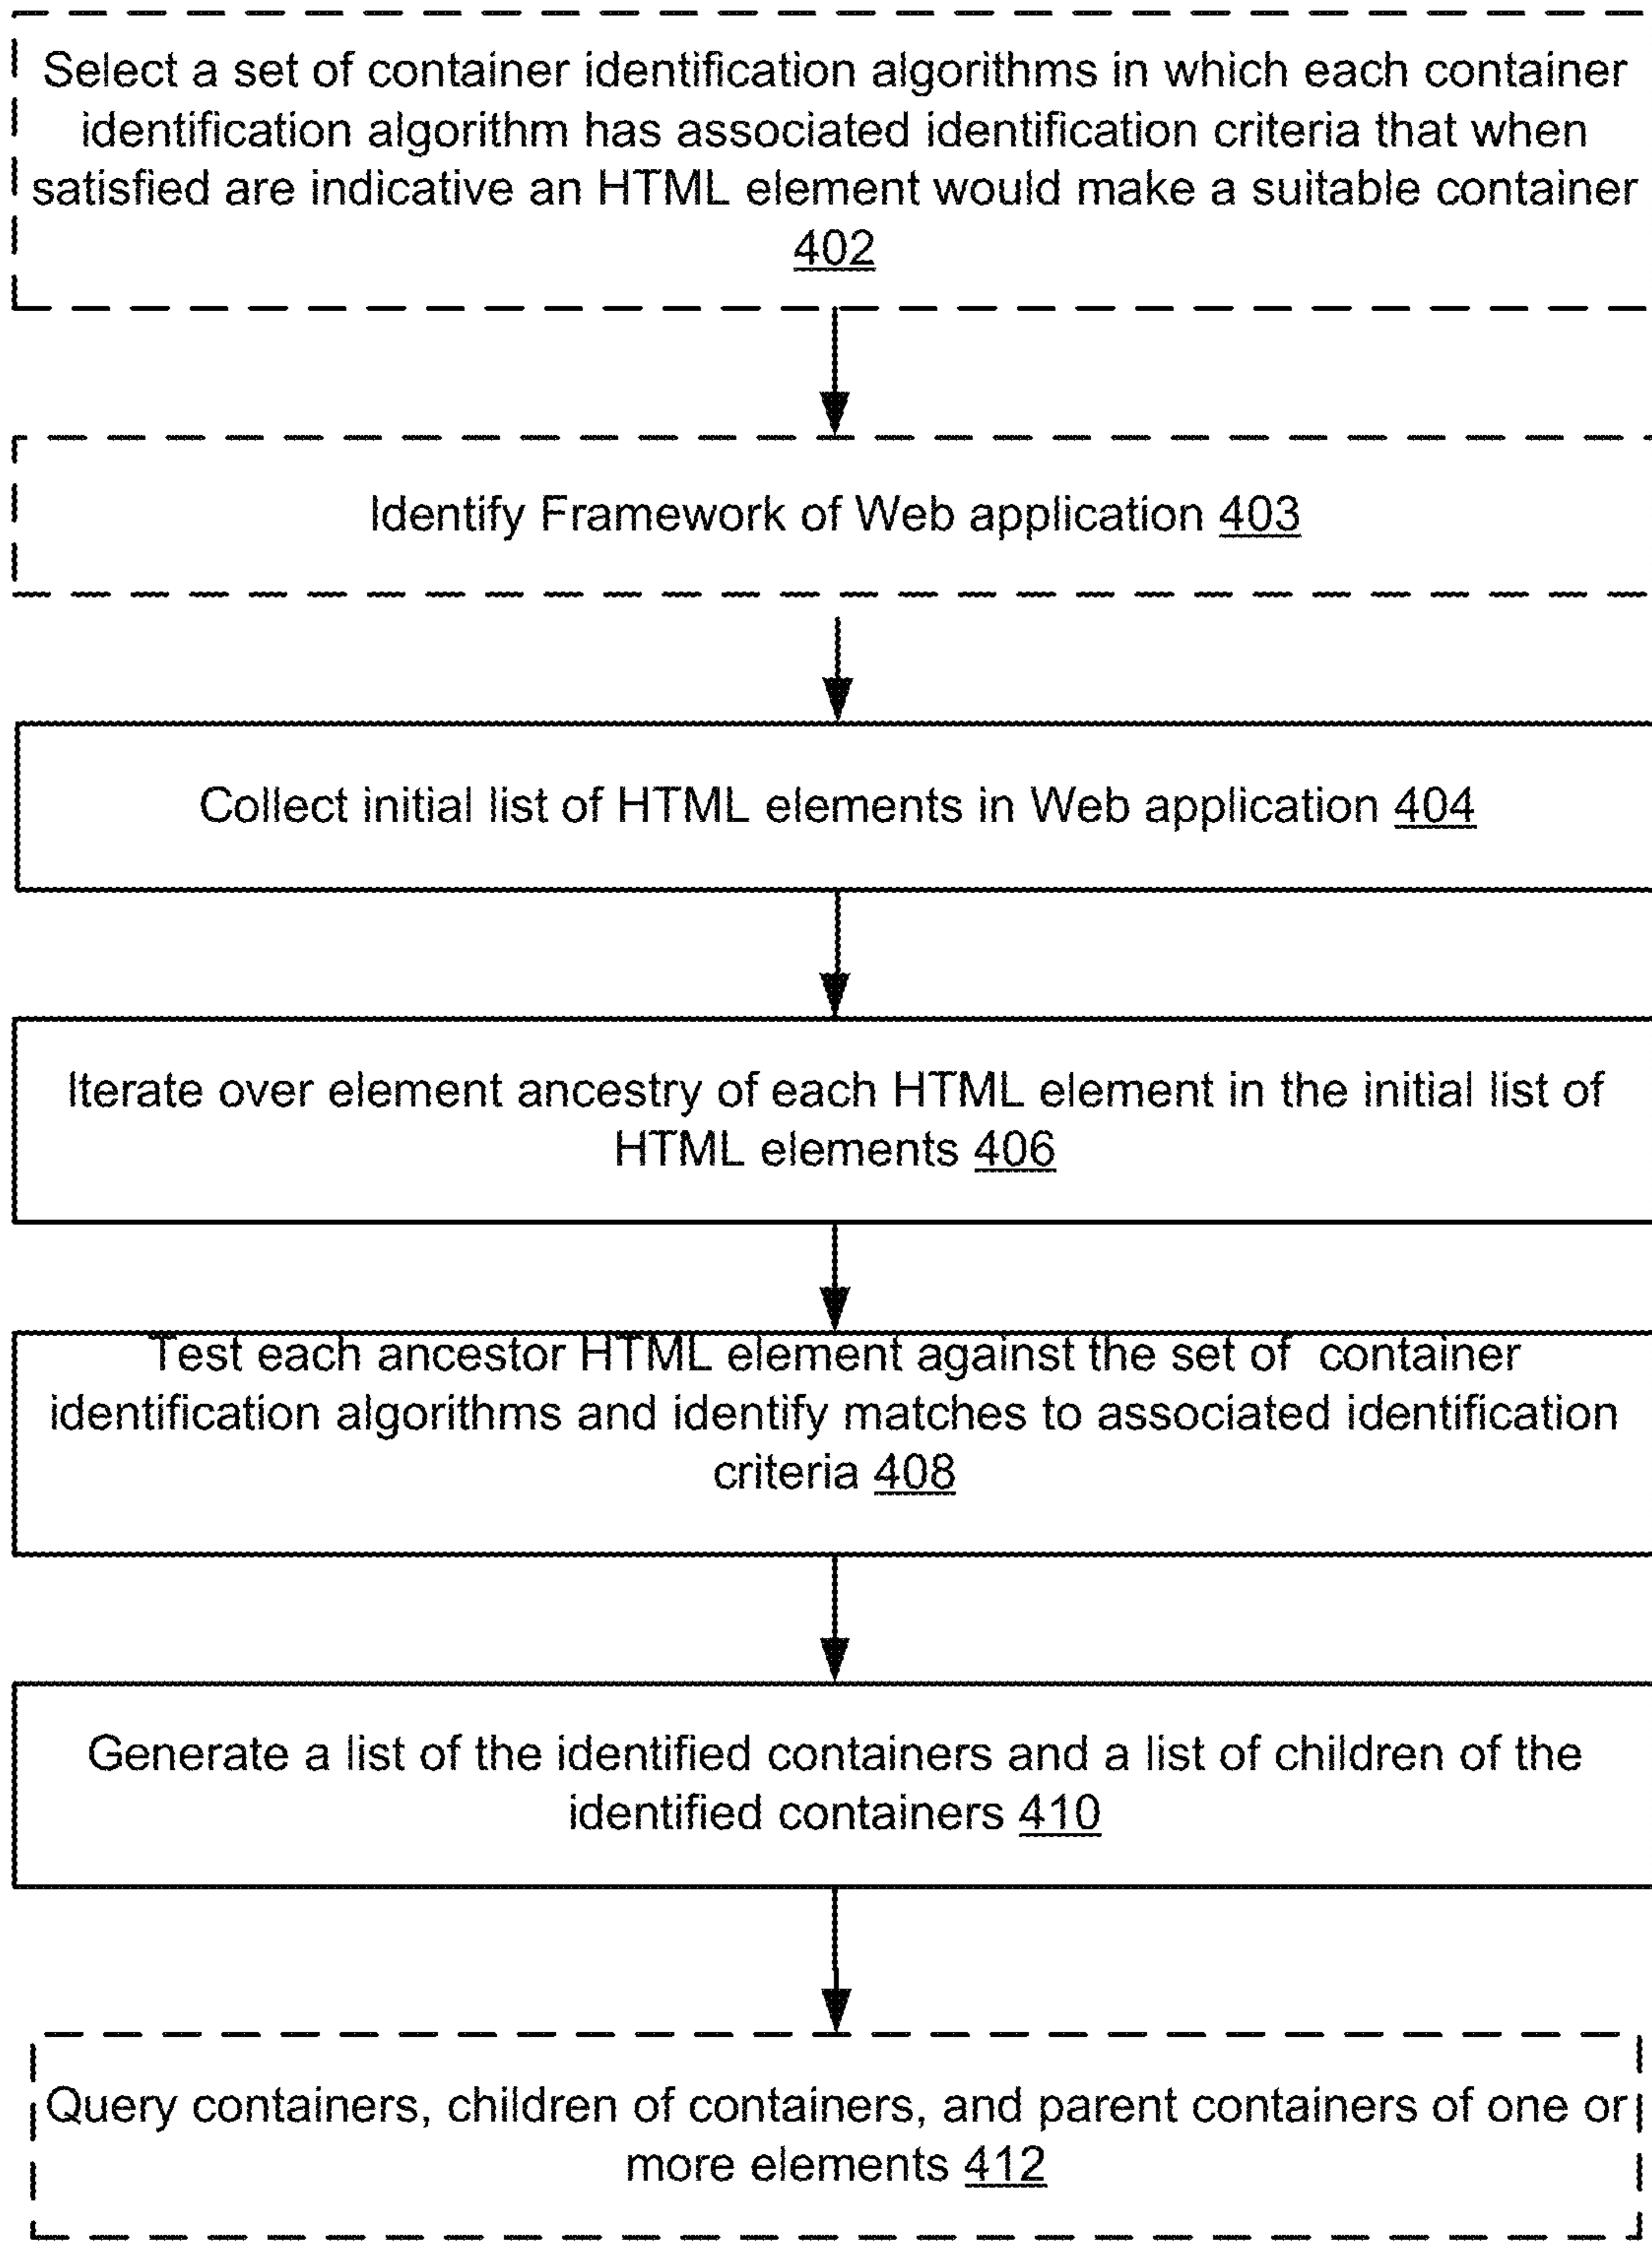 Select a set of container identification algorithms in which each container
identification algorithm has associated identification criteria that when
satisfied are indicative an HTML element would make a suitable container
402
Identify Framework of Web application 403
Collect initial list of HTML elements in Web application 404
Iterate over element ancestry of each HTML element in the initial list of
HTML elements 406
Test each ancestor HTML element against the set of container
identification algorithms and identify matches to associated identification
criteria 408
Generate a list of the identified containers and a list of children of the
identified containers 410
Query containers, children of containers, and parent containers of one or
more elements 412